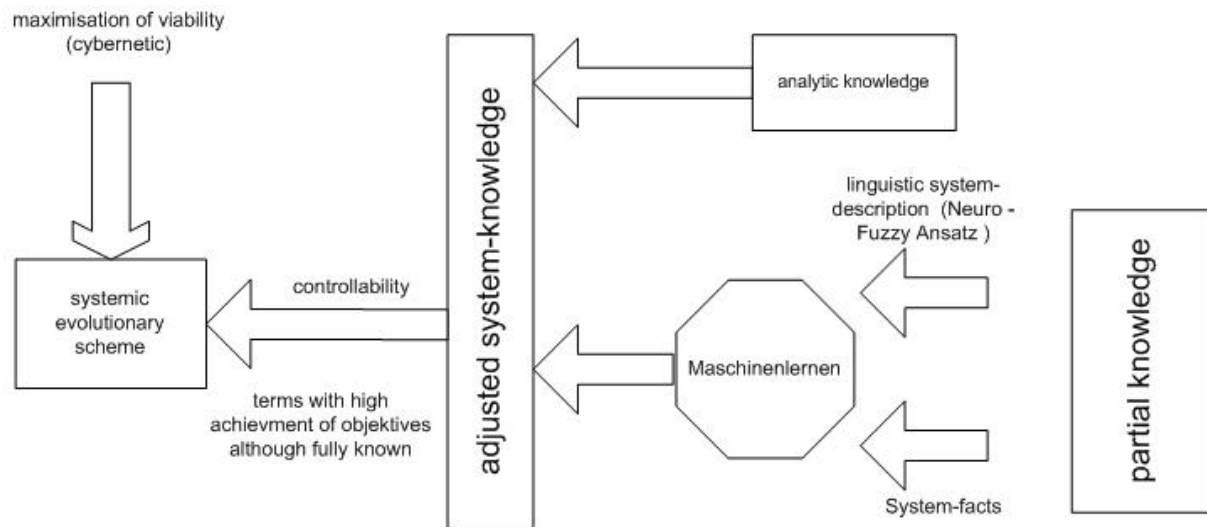 maximisation of viability
(cybernetic)
systemic
evolutionary
scheme
controllability
terms with high
achievment of objektives
although fully known
adjusted system-knowledge
analytic knowledge
linguistic system-
description (Neuro -
Fuzzy Ansatz )
Maschinenlernen
System-facts
partial knowledge